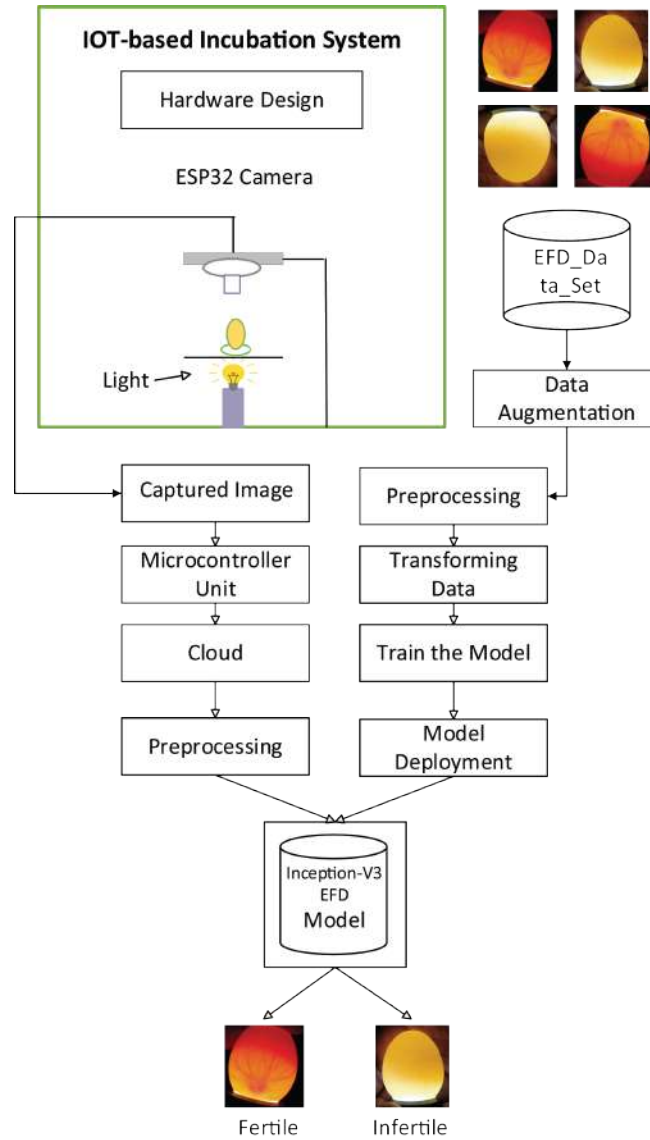 IOT-based Incubation System
Hardware Design
ESP32 Camera
Light
EFD_Da
ta_Set
Data
Augmentation
Captured Image
Microcontroller
Unit
Cloud
Preprocessing
Preprocessing
Transforming
Data
Train the Model
Model
Deployment
Inception-V3
EFD
Model
Fertile
Infertile